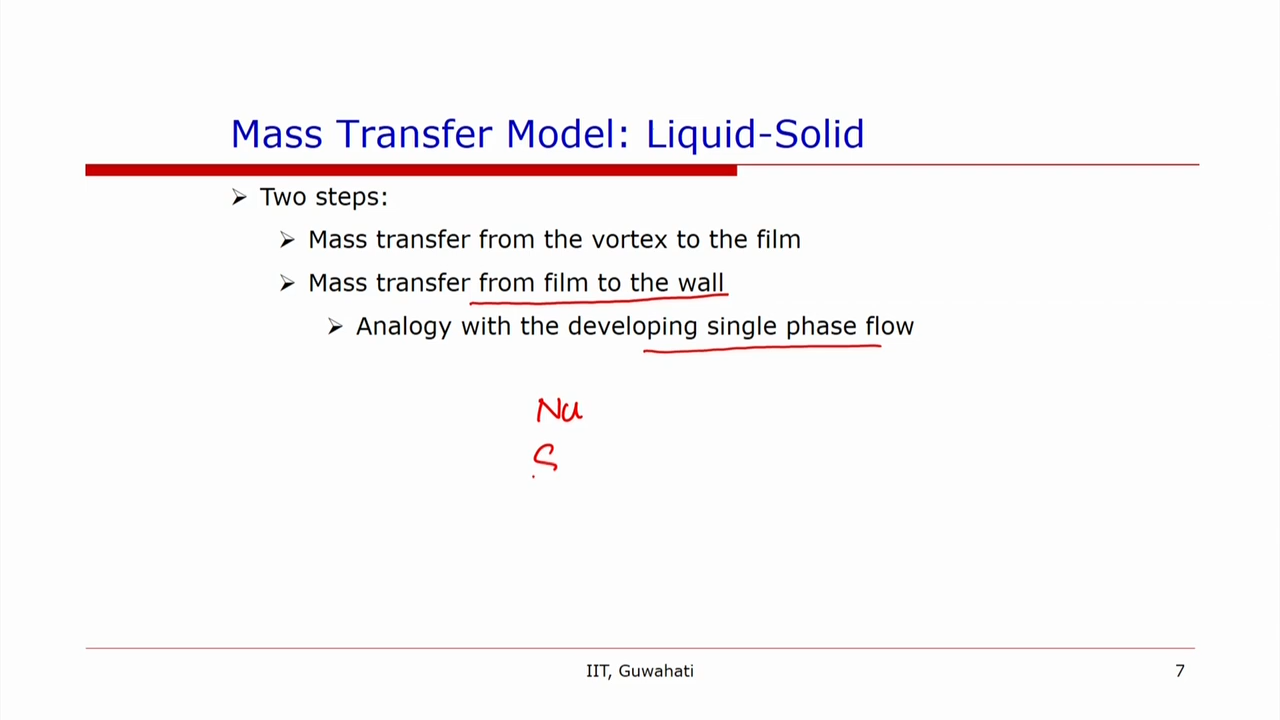 Mass Transfer Model: Liquid-Solid
Two steps:
Mass transfer from the vortex to the film
Mass transfer from film to the wall
Analogy with the developing single phase flow
Nu
S
IIT, Guwahati
7